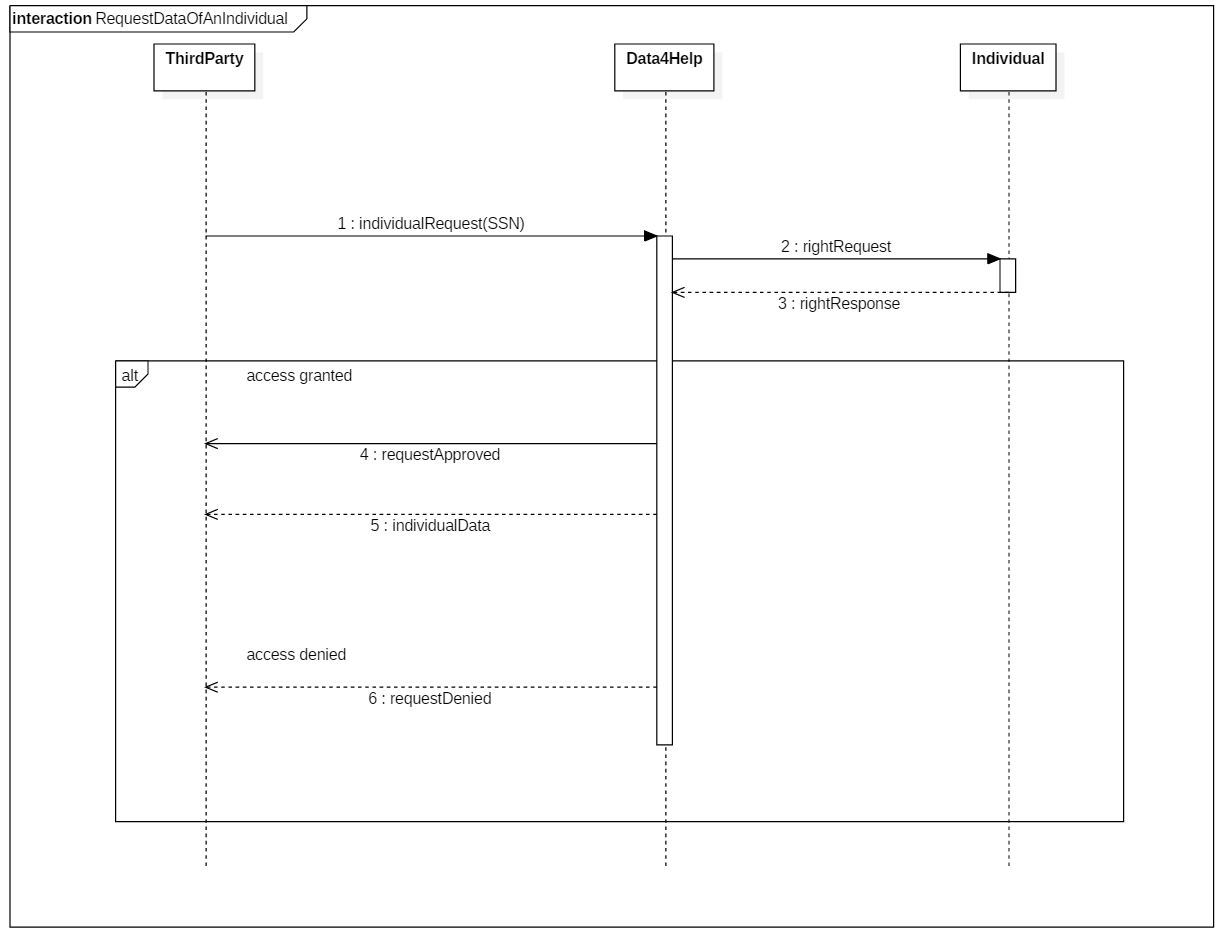 interaction RequestDataOfAnIndividual
ThirdParty
Data4Help
Individual
1 : individualRequest(SSN)
2 : rightRequest
3 : rightResponse
alt
access granted
4 : requestApproved
5 : individualData
access denied
6 : requestDenied